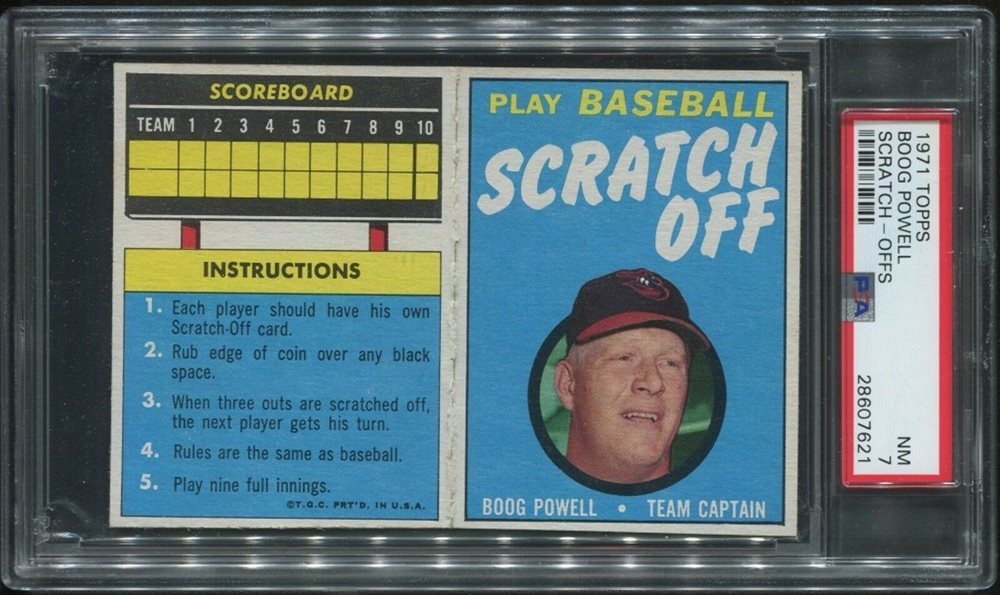 SCOREBOARD
TEAM 1 2 3 4 5 6 7 8 9 10
INSTRUCTIONS
1. Each player should have his own
Scratch-Off card.
2. Rub edge of coin over any black
space.
3. When three outs are scratched off,
the next player gets his turn.
4. Rules are the same as baseball.
5. Play nine full innings.
©T.G.C. PRT'D. IN U.S.A.
PLAY BASEBALL
SCRATCH
OFF
BOOG POWELL • TEAM CAPTAIN
1971 TOPPS
BOOG POWELL
SCRATCH - OFFS
NM
7
28607621